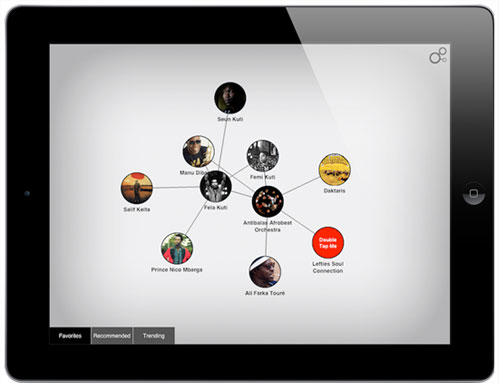 Seun Kuti
Manu Dibango
Femi Kuti
Daktaris
Salif Keita
Fela Kuti
Antibalas Afrobeat
Orchestra
Double
Tap Me
Prince Nico Mbarga
Lefties Soul
Connection
Ali Farka Touré
Favorites
Recommended
Trending